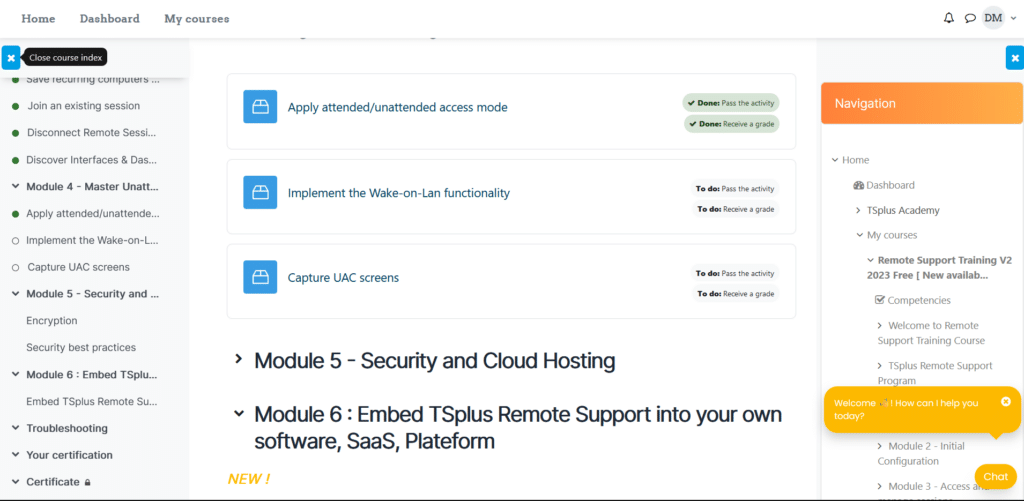 Home
Dashboard
My courses
DM
Close course index
Save recurring computers ...
Join an existing session
Disconnect Remote Sessi...
Discover Interfaces & Das...
Module 4 - Master Unatt...
Apply attended/unattende...
Implement the Wake-on-L...
Capture UAC screens
Module 5 - Security and ...
Encryption
Security best practices
Module 6 : Embed TSplu...
Embed TSplus Remote Su...
Troubleshooting
Your certification
Certificate
Apply attended/unattended access mode
Done: Pass the activity
Done: Receive a grade
Implement the Wake-on-Lan functionality
To do: Pass the activity
To do: Receive a grade
Capture UAC screens
To do: Pass the activity
To do: Receive a grade
Module 5 - Security and Cloud Hosting
Module 6 : Embed TSplus Remote Support into your own
software, SaaS, Plateform
NEW !
Navigation
Home
Dashboard
TSplus Academy
My courses
Remote Support Training V2
2023 Free [ New availab...
Competencies
Welcome to Remote
Support Training Course
TSplus Remote Support
Program
Welcome ! How can I help you
today?
Module 2 - Initial
Configuration
Module 3 - Access and
Chat